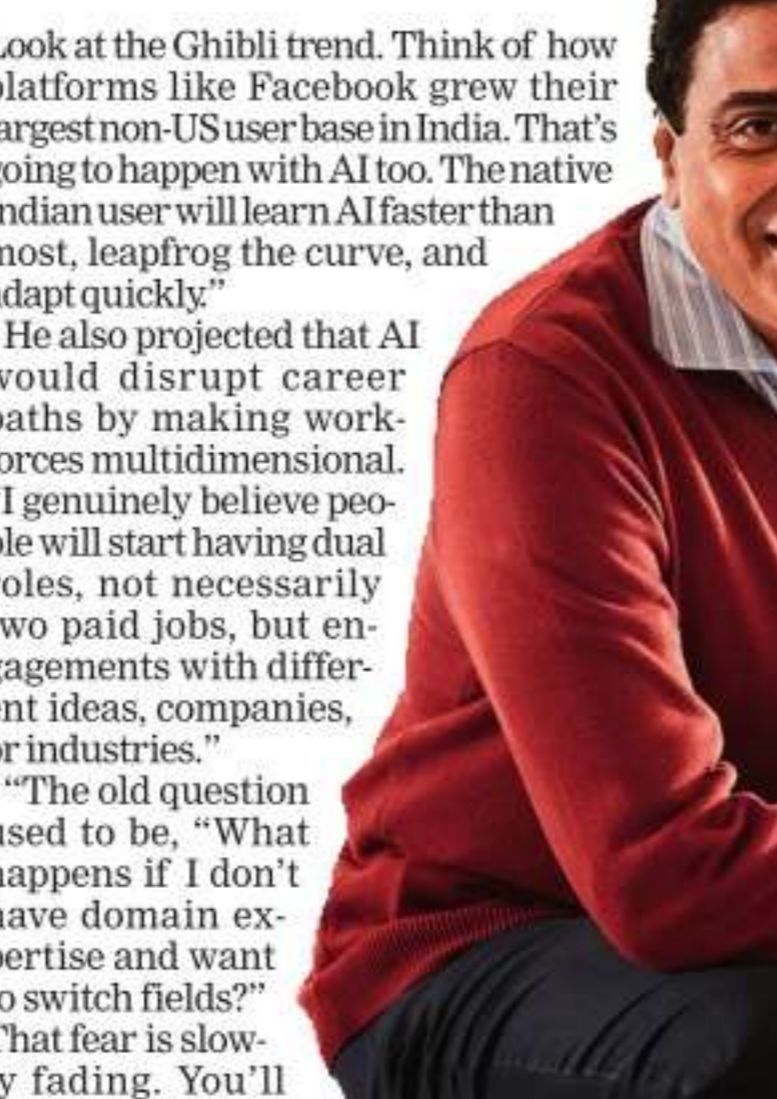 Look at the Ghibli trend. Think of how
platforms like Facebook grew their
largest non-US user base in India. That's
going to happen with AI too. The native
Indian user will learn AI faster than
most, leapfrog the curve, and
adapt quickly.”
He also projected that AI
would disrupt career
paths by making work-
forces multidimensional.
“I genuinely believe peo-
ple will start having dual
roles, not necessarily
two paid jobs, but en-
gagements with differ-
ent ideas, companies,
or industries.”
“The old question
used to be, “What
happens if I don't
have domain ex-
pertise and want
to switch fields?”
That fear is slow-
ly fading. You'll